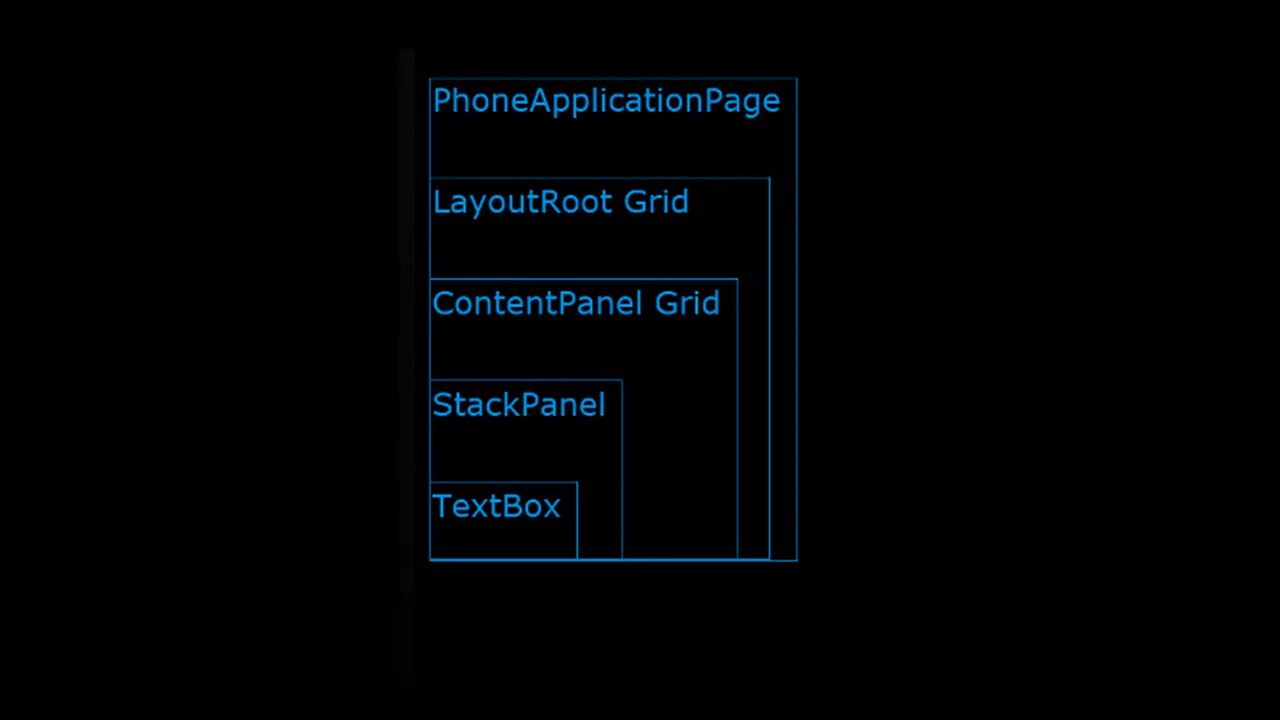 PhoneApplicationPage
LayoutRoot Grid
ContentPanel Grid
StackPanel
TextBox